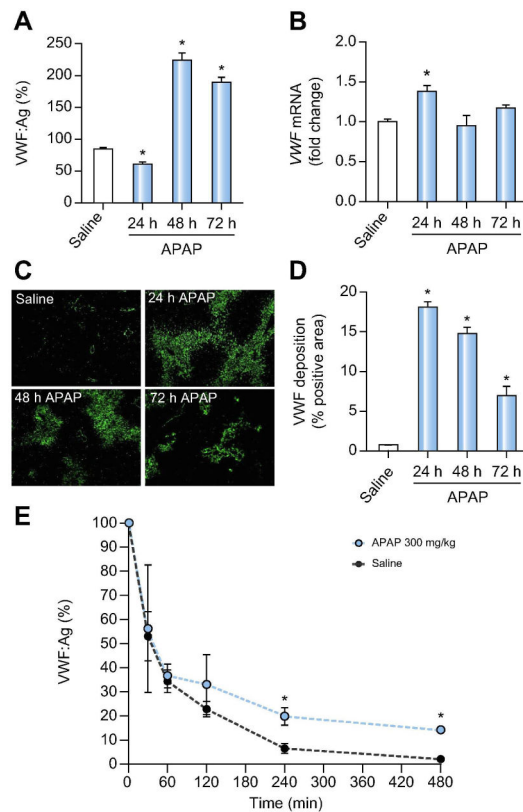 A
VWF:Ag (%)
250
200
150
100
50
0
*
*
*
Saline
24 h 48 h 72 h
APAP
B
VWF mRNA
(fold change)
2.0
1.5
1.0
0.5
0.0
*
Saline
24 h 48 h 72 h
APAP
C
Saline
24 h APAP
48 h APAP
72 h APAP
D
VWF deposition
(% positive area)
20
15
10
5
0
*
*
*
Saline
24 h 48 h 72 h
APAP
E
VWF:Ag (%)
100
90
80
70
60
50
40
30
20
10
0
APAP 300 mg/kg
Saline
*
*
0 60 120 180 240 300 360 420 480
Time (min)